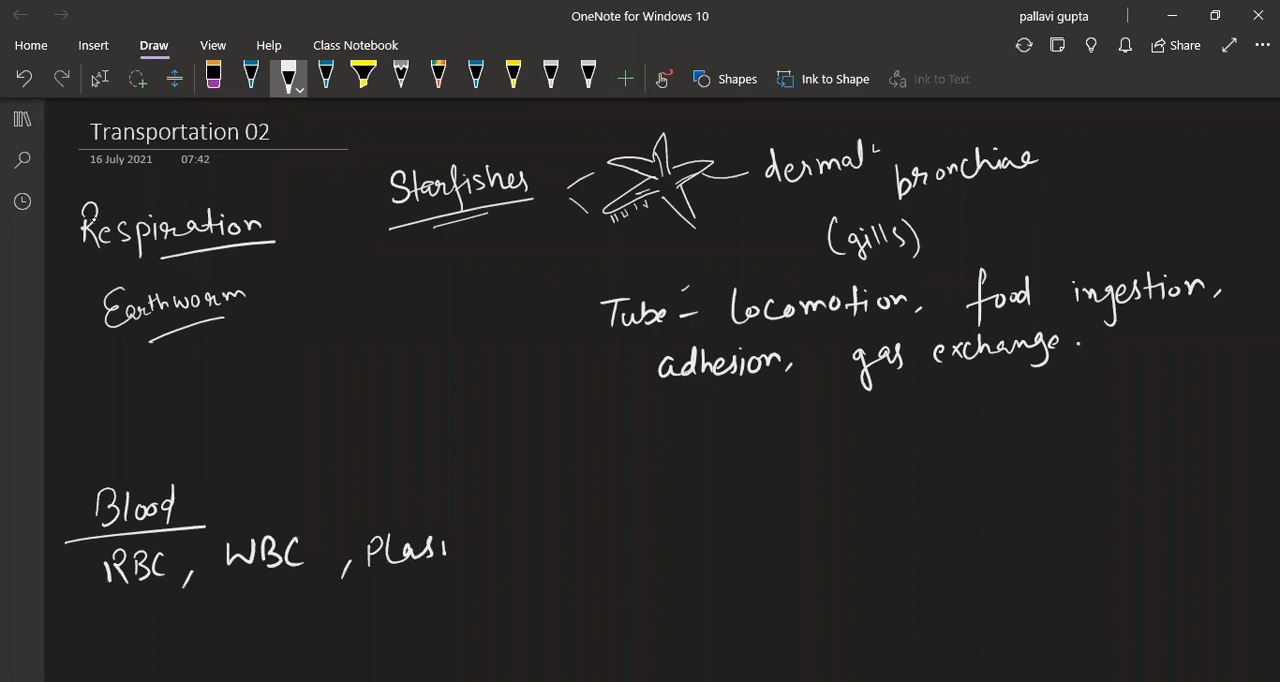 OneNote for Windows 10
pallavi gupta
Home Insert Draw View Help Class Notebook
Share
Shapes Ink to Shape Ink to Text
Transportation 02
16 July 2021 07:42
Respiration
Earthworm
Starfishes
dermal bronchiae
(gills)
Tube - Locomotion, food ingestion,
adhesion, gas exchange.
Blood
RBC, WBC, Plas